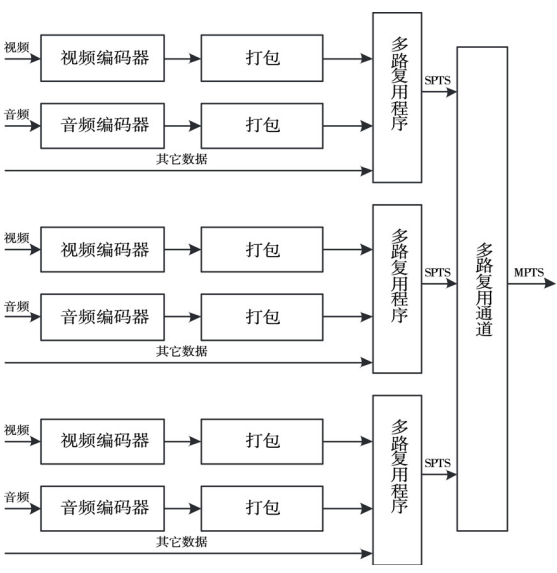 视频
视频编码器
打包
音频
音频编码器
打包
其它数据
多路复用程序
SPTS
视频
视频编码器
打包
音频
音频编码器
打包
其它数据
多路复用程序
SPTS
视频
视频编码器
打包
音频
音频编码器
打包
其它数据
多路复用程序
SPTS
多路复用通道
MPTS